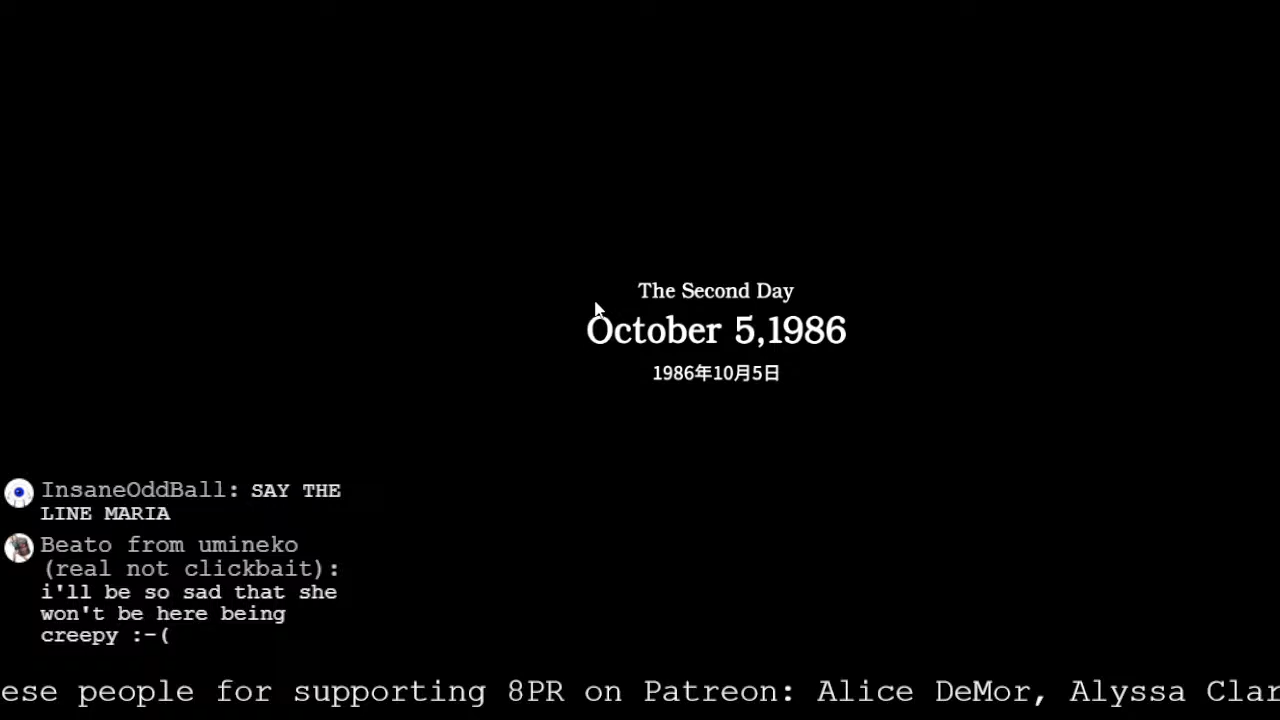 The Second Day
October 5,1986
1986年10月5日
InsaneOddBall: SAY THE
LINE MARIA
Beato from umineko
(real not clickbait):
i'll be so sad that she
won't be here being
creepy :-(
ese people for supporting 8PR on Patreon: Alice DeMor, Alyssa Clar